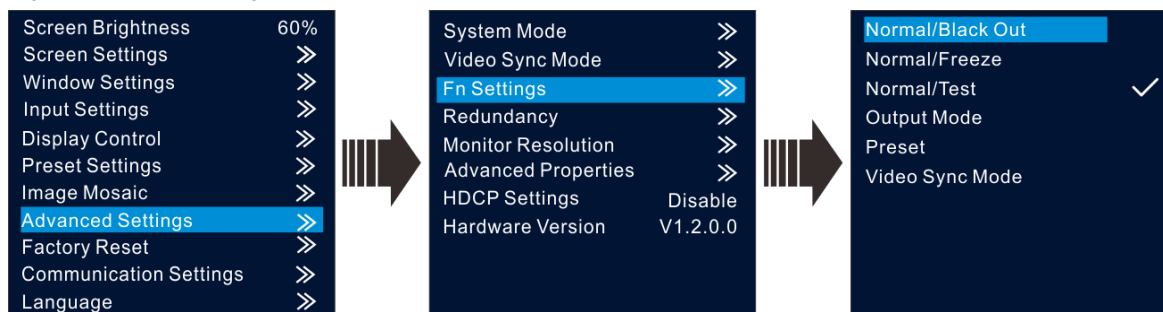 Screen Brightness 60%
Screen Settings
Window Settings
Input Settings
Display Control
Preset Settings
Image Mosaic
Advanced Settings
Factory Reset
Communication Settings
Language
System Mode
Video Sync Mode
Fn Settings
Redundancy
Monitor Resolution
Advanced Properties
HDCP Settings Disable
Hardware Version V1.2.0.0
Normal/Black Out
Normal/Freeze
Normal/Test
Output Mode
Preset
Video Sync Mode